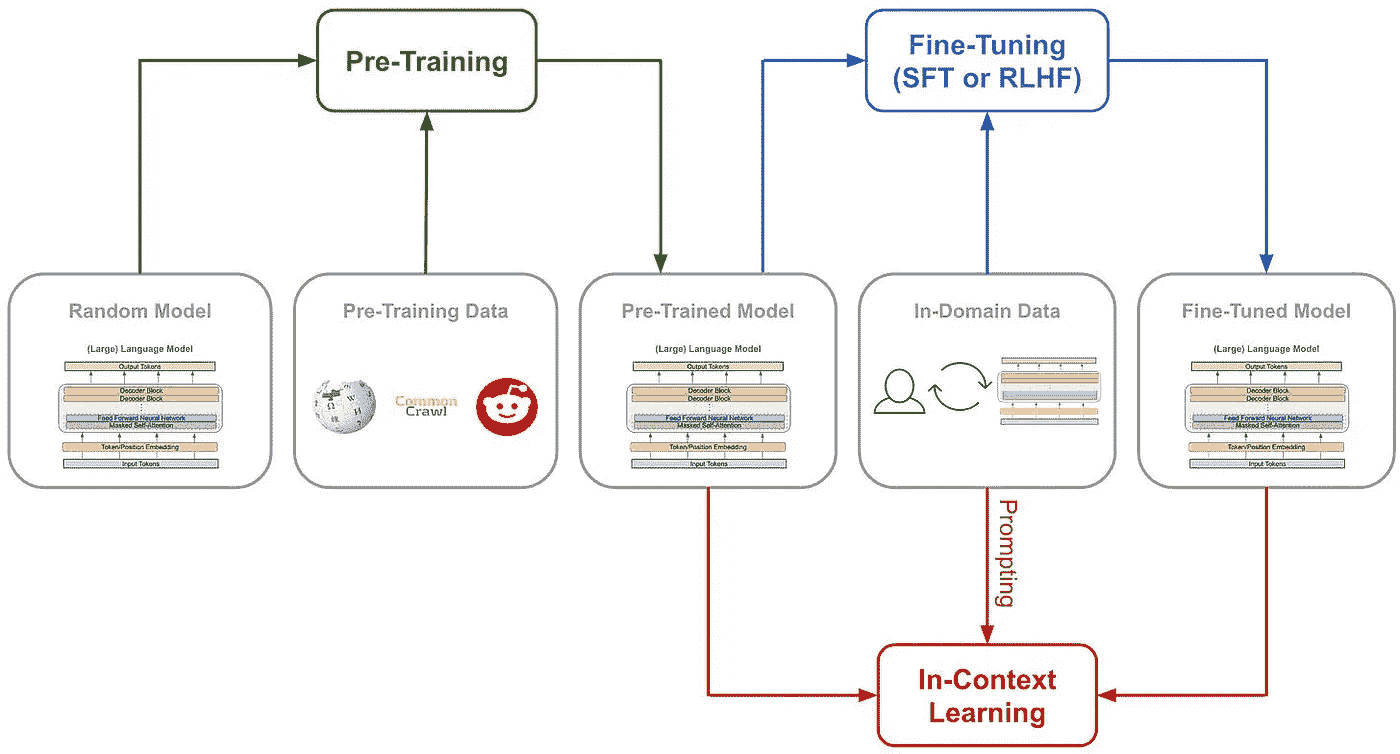 Pre-Training
Fine-Tuning
(SFT or RLHF)
Random Model
(Large) Language Model
Output Tokens
Decoder Block
Decoder Block
Feed Forward Neural Network
Masked Self-Attention
Token/Position Embedding
Input Tokens
Pre-Training Data
Common
Crawl
Pre-Trained Model
(Large) Language Model
Output Tokens
Decoder Block
Decoder Block
Feed Forward Neural Network
Masked Self-Attention
Token/Position Embedding
Input Tokens
In-Domain Data
Fine-Tuned Model
(Large) Language Model
Output Tokens
Decoder Block
Decoder Block
Feed Forward Neural Network
Masked Self-Attention
Token/Position Embedding
Input Tokens
Prompting
In-Context
Learning